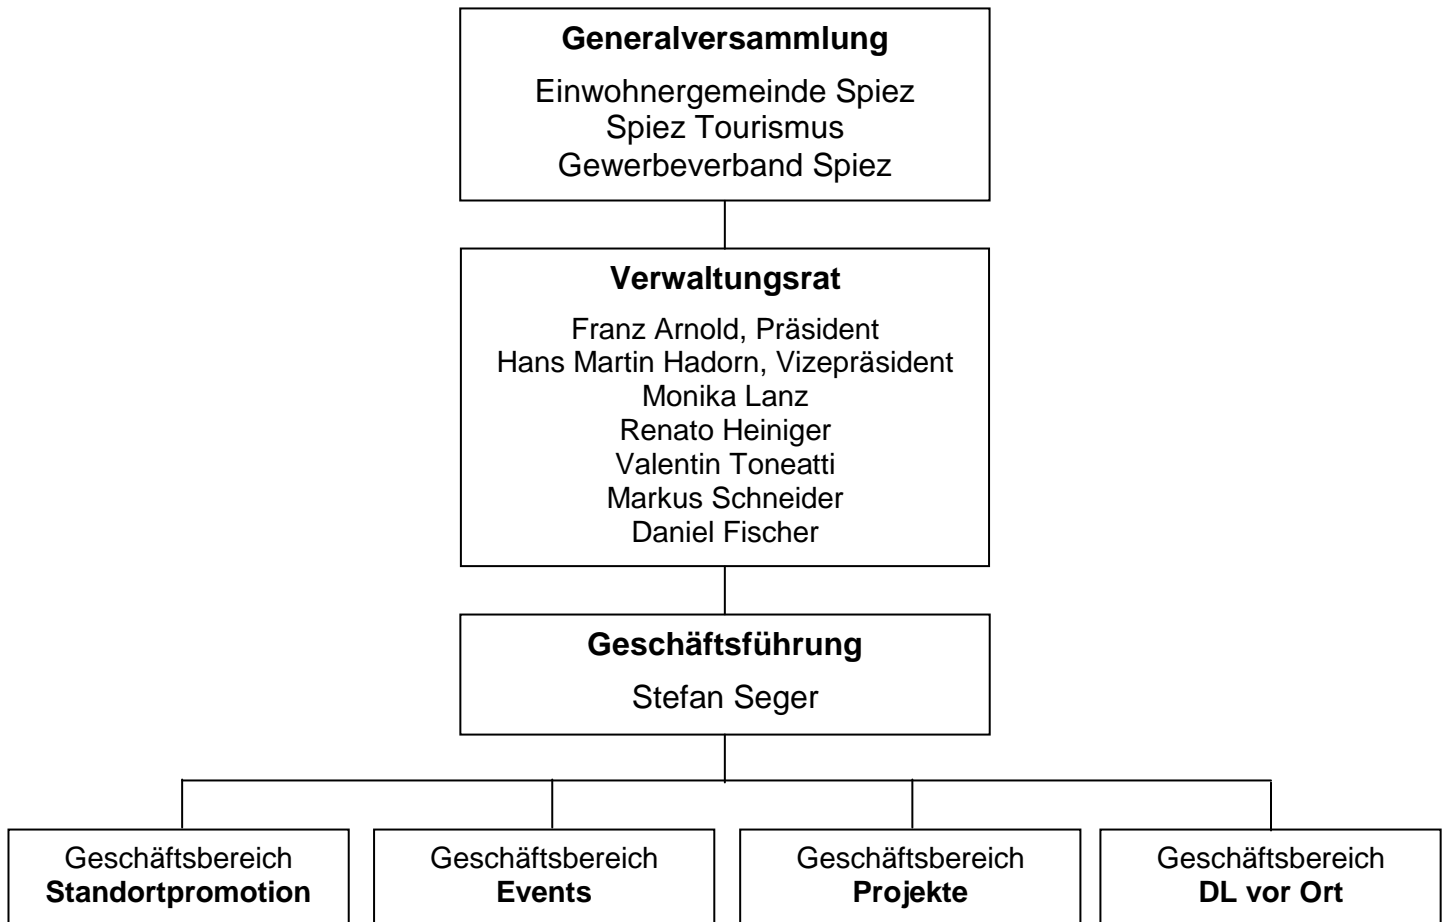 Generalversammlung
Einwohnergemeinde Spiez
Spiez Tourismus
Gewerbeverband Spiez
Verwaltungsrat
Franz Arnold, Präsident
Hans Martin Hadorn, Vizepräsident
Monika Lanz
Renato Heiniger
Valentin Toneatti
Markus Schneider
Daniel Fischer
Geschäftsführung
Stefan Seger
Geschäftsbereich
Standortpromotion
Geschäftsbereich
Events
Geschäftsbereich
Projekte
Geschäftsbereich
DL vor Ort